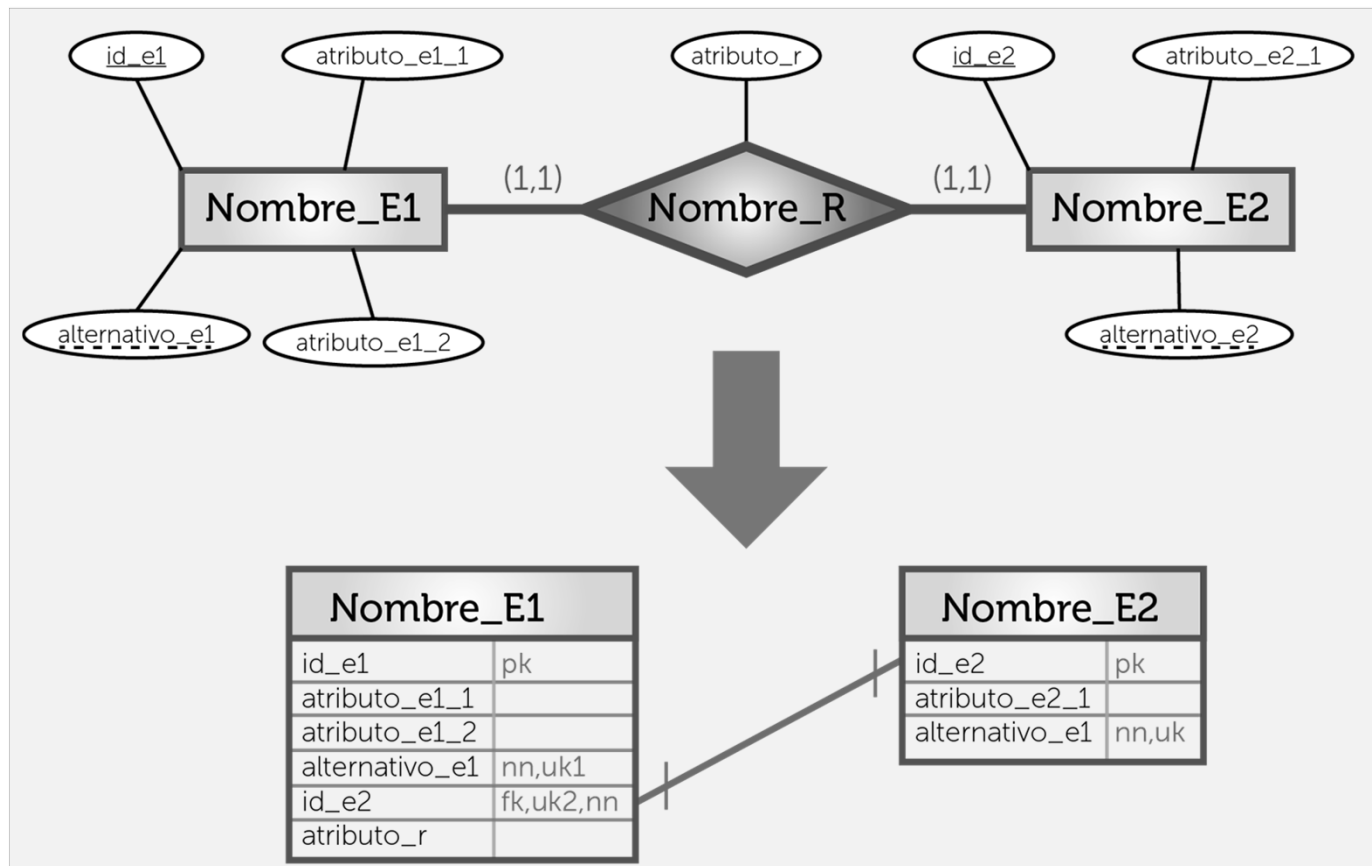 id_e1
atributo_e1_1
atributo_r
id_e2
atributo_e2_1
(1,1)
(1,1)
Nombre_E1
Nombre_R
Nombre_E2
alternativo_e1
atributo_e1_2
alternativo_e2
Nombre_E1
id_e1 pk
atributo_e1_1
atributo_e1_2
alternativo_e1 nn,uk1
id_e2 fk,uk2,nn
atributo_r
Nombre_E2
id_e2 pk
atributo_e2_1
alternativo_e1 nn,uk